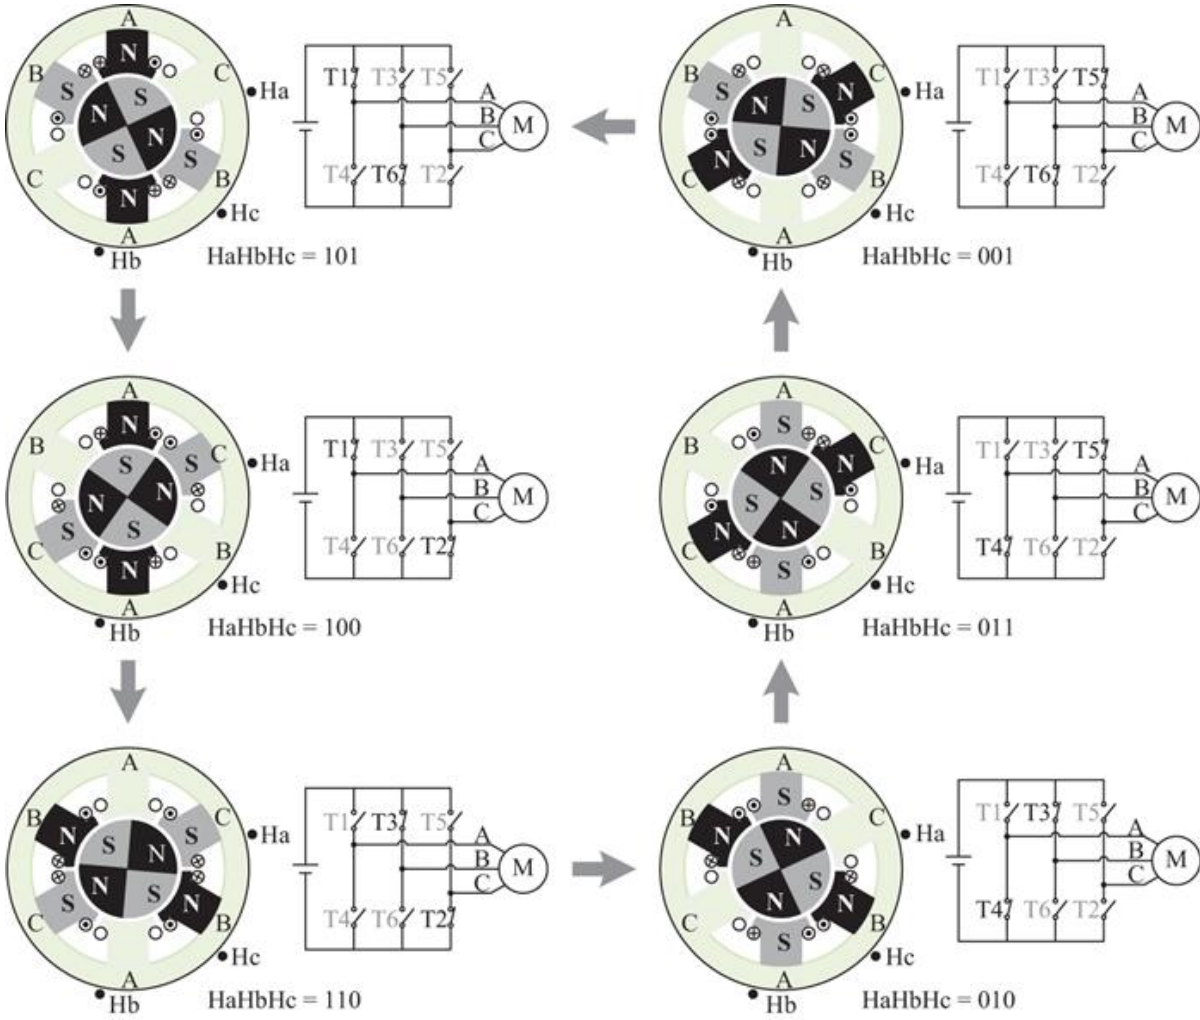 A
N
B S C
N S
N
S S
C B
N
A
Ha
Hc
Hb
HaHbHc = 101
T1 T3 T5
T4 T6 T2
A
B
C
M
A
B S N C
N S
S N
C N S B
A
Ha
Hc
Hb
HaHbHc = 001
T1 T3 T5
T4 T6 T2
A
B
C
M
A
N
B S C
S
N N
S
C S B
N
A
Ha
Hc
Hb
HaHbHc = 100
T1 T3 T5
T4 T6 T2
A
B
C
M
A
S
B N C
N
S S
N
C N B
S
A
Ha
Hc
Hb
HaHbHc = 011
T1 T3 T5
T4 T6 T2
A
B
C
M
A
B N S C
S N
N S
C S N B
A
Ha
Hc
Hb
HaHbHc = 110
T1 T3 T5
T4 T6 T2
A
B
C
M
A
S
B N C
N
S S
N
C N B
S
A
Ha
Hc
Hb
HaHbHc = 010
T1 T3 T5
T4 T6 T2
A
B
C
M